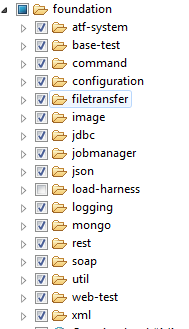 foundation
atf-system
base-test
command
configuration
filetransfer
image
jdbc
jobmanager
json
load-harness
logging
mongo
rest
soap
util
web-test
xml